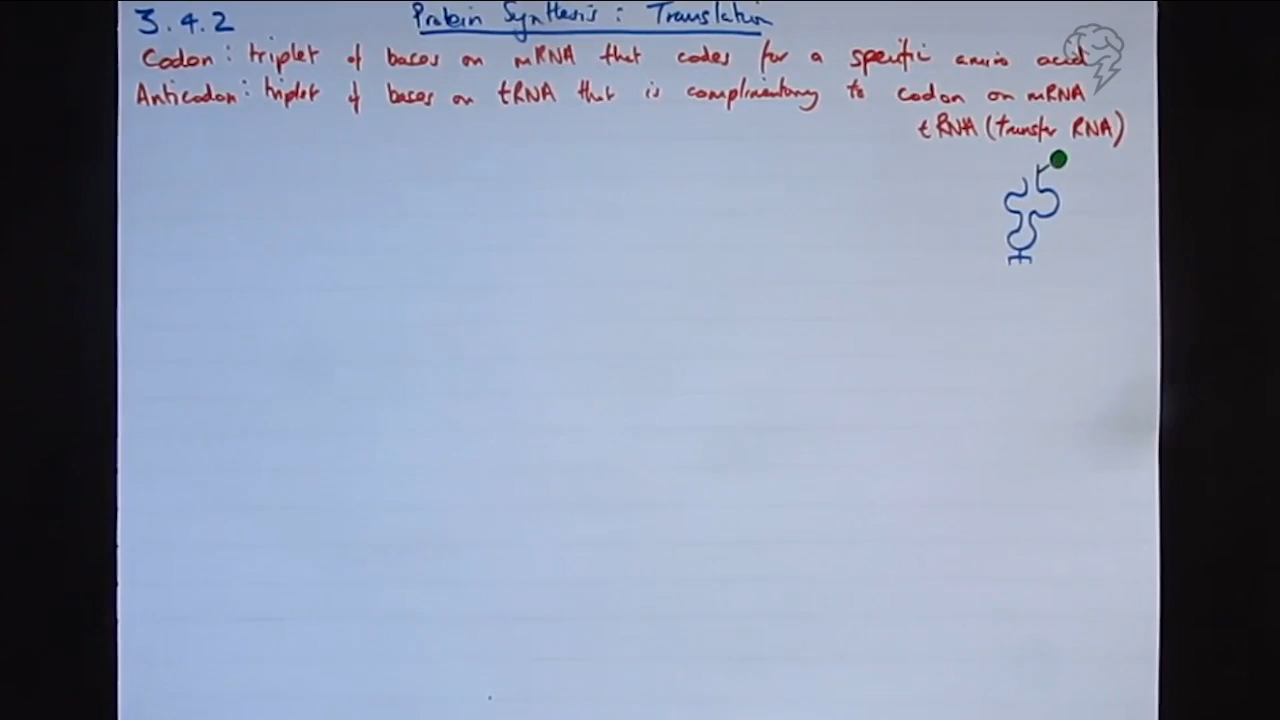 3.4.2 Protein Synthesis : Translation
Codon : triplet of bases on mRNA that codes for a specific amino acid
Anticodon : triplet of bases on tRNA that is complimentary to codon on mRNA
tRNA (transfer RNA)